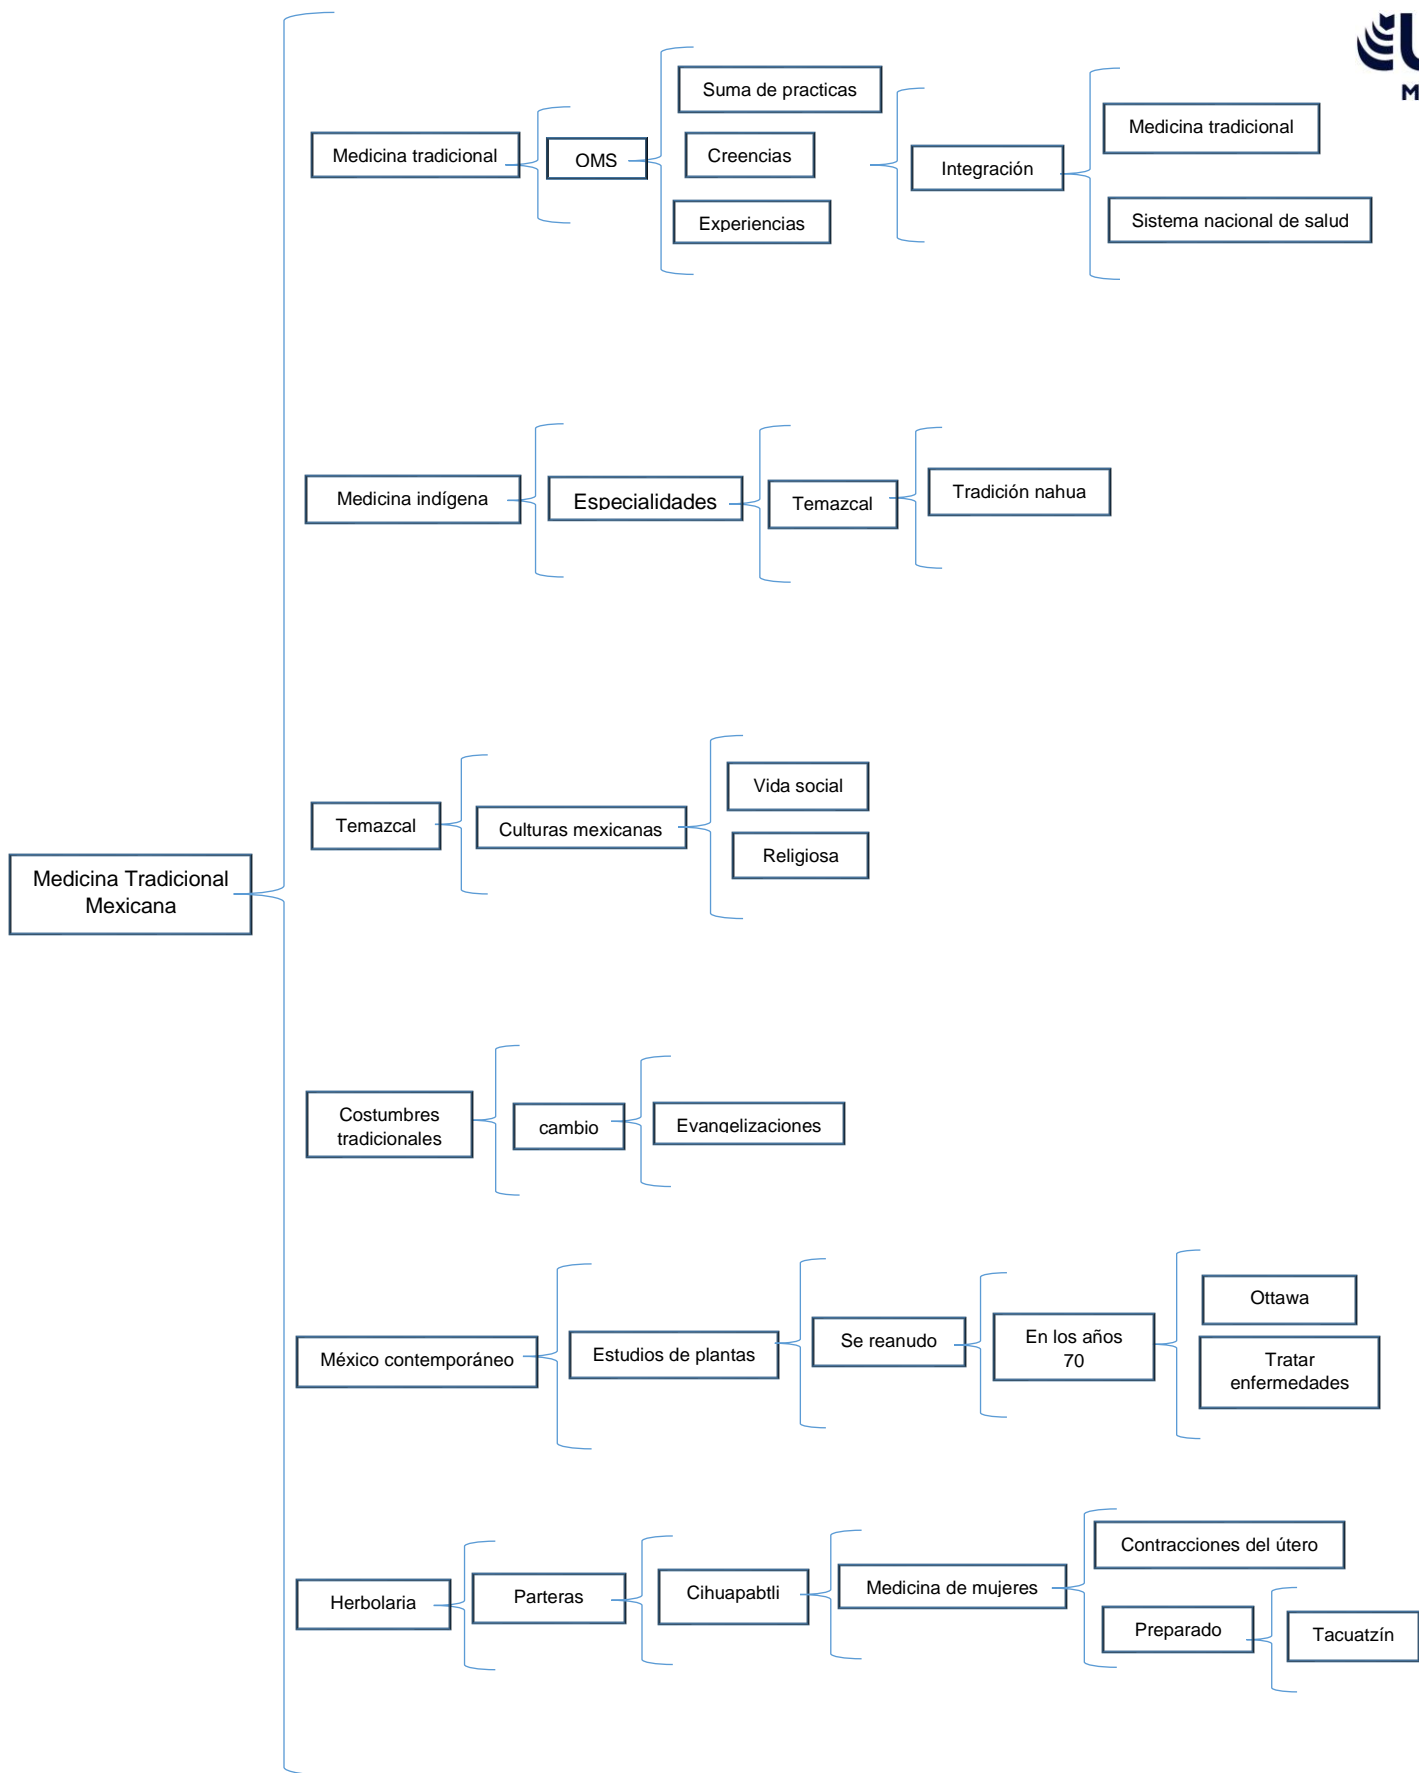 Suma de practicas
Medicina tradicional
OMS
Creencias
Experiencias
Integración
Medicina tradicional
Sistema nacional de salud
Medicina indígena
Especialidades
Temazcal
Tradición nahua
Temazcal
Culturas mexicanas
Vida social
Religiosa
Medicina Tradicional
Mexicana
Costumbres
tradicionales
cambio
Evangelizaciones
México contemporáneo
Estudios de plantas
Se reanudo
En los años
70
Ottawa
Tratar
enfermedades
Herbolaria
Parteras
Cihuapabtli
Medicina de mujeres
Contracciones del útero
Preparado
Tacuatzín